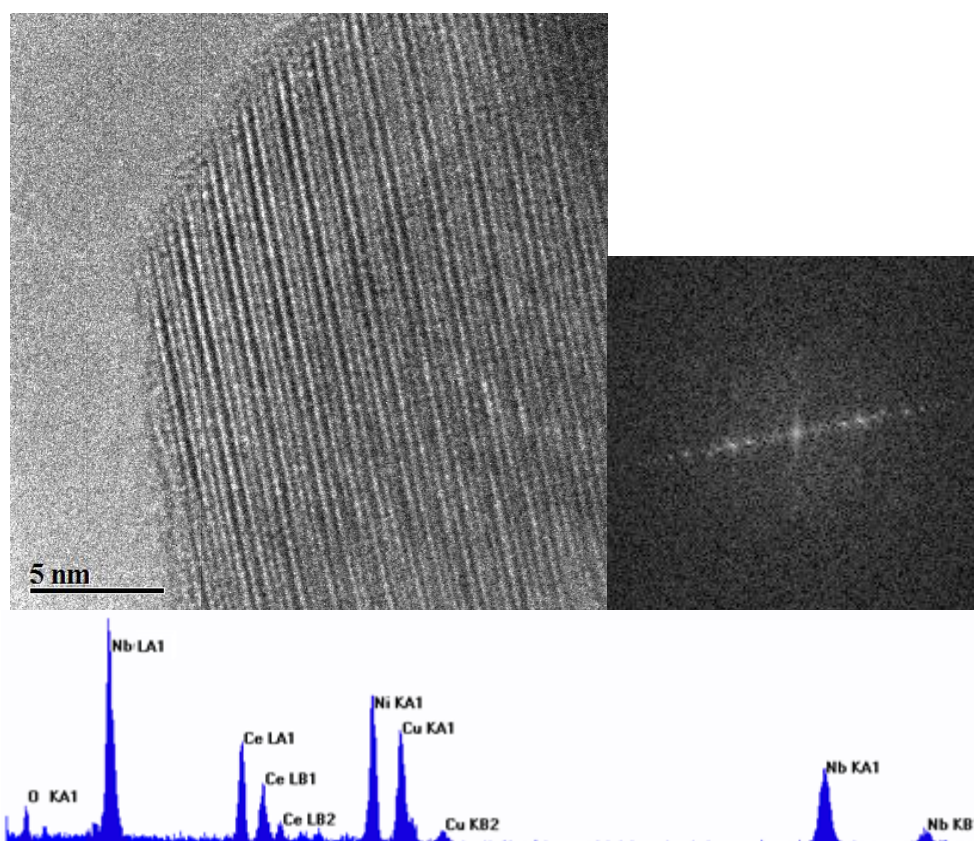 5 nm
Nb LA1
Ni KA1
Cu KA1
Ce LA1
Nb KA1
Ce LB1
O KA1
Ce LB2
Cu KB2
Nb KB